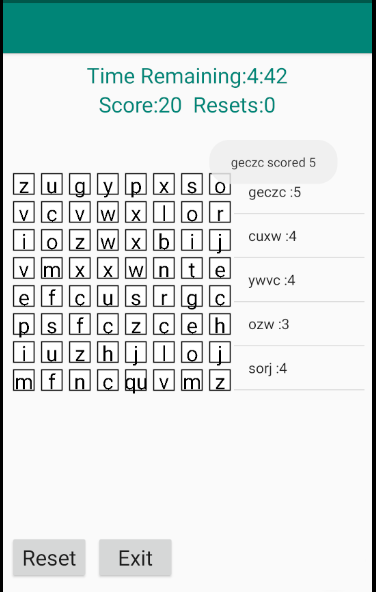 Time Remaining:4:42
Score:20 Resets:0
geczc scored 5
z u g y p x s o
v c v w x l o r
i o z w x b i j
v m x x w n t e
e f c u s r g c
p s f c z c e h
i u z h j l o j
m f n c qu v m z
geczc :5
cuxw :4
ywvc :4
ozw :3
sorj :4
Reset Exit